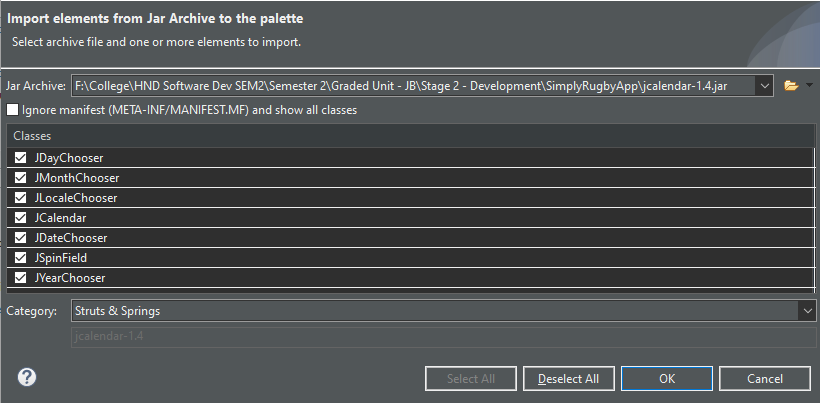 Import elements from Jar Archive to the palette
Select archive file and one or more elements to import.
Jar Archive: F:\College\HND Software Dev SEM2\Semester 2\Graded Unit - JB\Stage 2 - Development\SimplyRugbyApp\jcalendar-1.4.jar
Ignore manifest (META-INF/MANIFEST.MF) and show all classes
Classes
JDayChooser
JMonthChooser
JLocaleChooser
JCalendar
JDateChooser
JSpinField
JYearChooser
Category: Struts & Springs
jcalendar-1.4
? Select All Deselect All OK Cancel